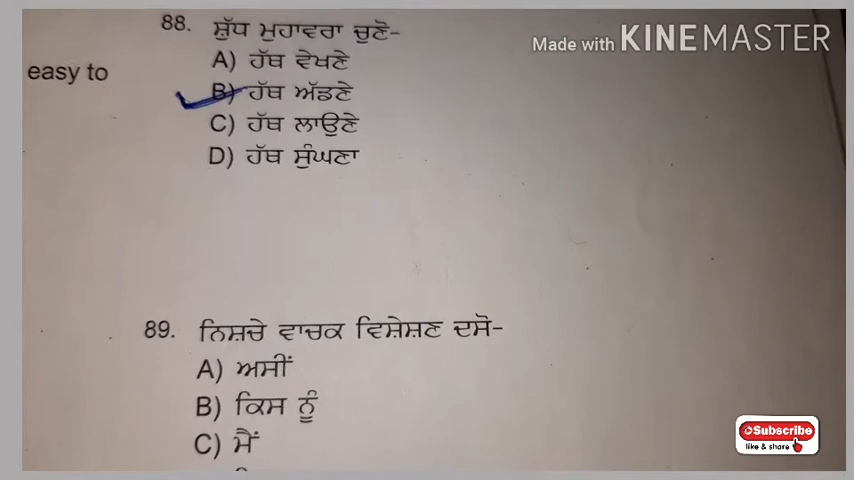 88. ਸ਼ੁੱਧ ਮੁਹਾਵਰਾ ਚੁਣੋ-
A) ਹੱਥ ਵੇਖਣੇ
B) ਹੱਥ ਅੱਡਣੇ
C) ਹੱਥ ਲਾਉਣੇ
D) ਹੱਥ ਸੁੰਘਣਾ
easy to
Made with KINEMASTER
89. ਨਿਸ਼ਚੇ ਵਾਚਕ ਵਿਸ਼ੇਸ਼ਣ ਦਸੋ-
A) ਅਸੀਂ
B) ਕਿਸ ਨੂੰ
C) ਮੈਂ
Subscribe
like & share